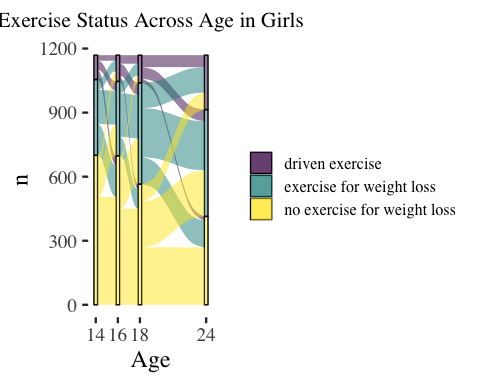 Exercise Status Across Age in Girls
1200
900
600
300
0
n
14 16 18 24
Age
driven exercise
exercise for weight loss
no exercise for weight loss